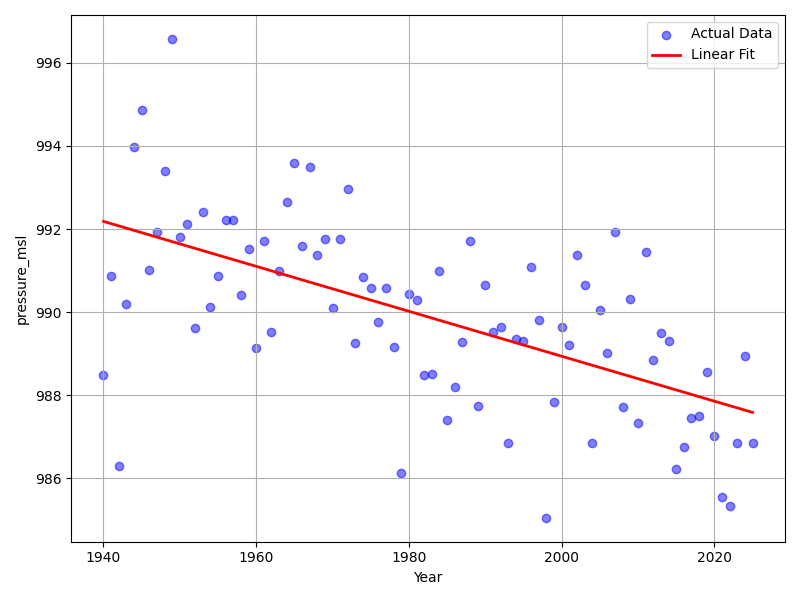 Actual Data
Linear Fit
996
994
992
990
988
986
pressure_msl
1940
1960
1980
2000
2020
Year